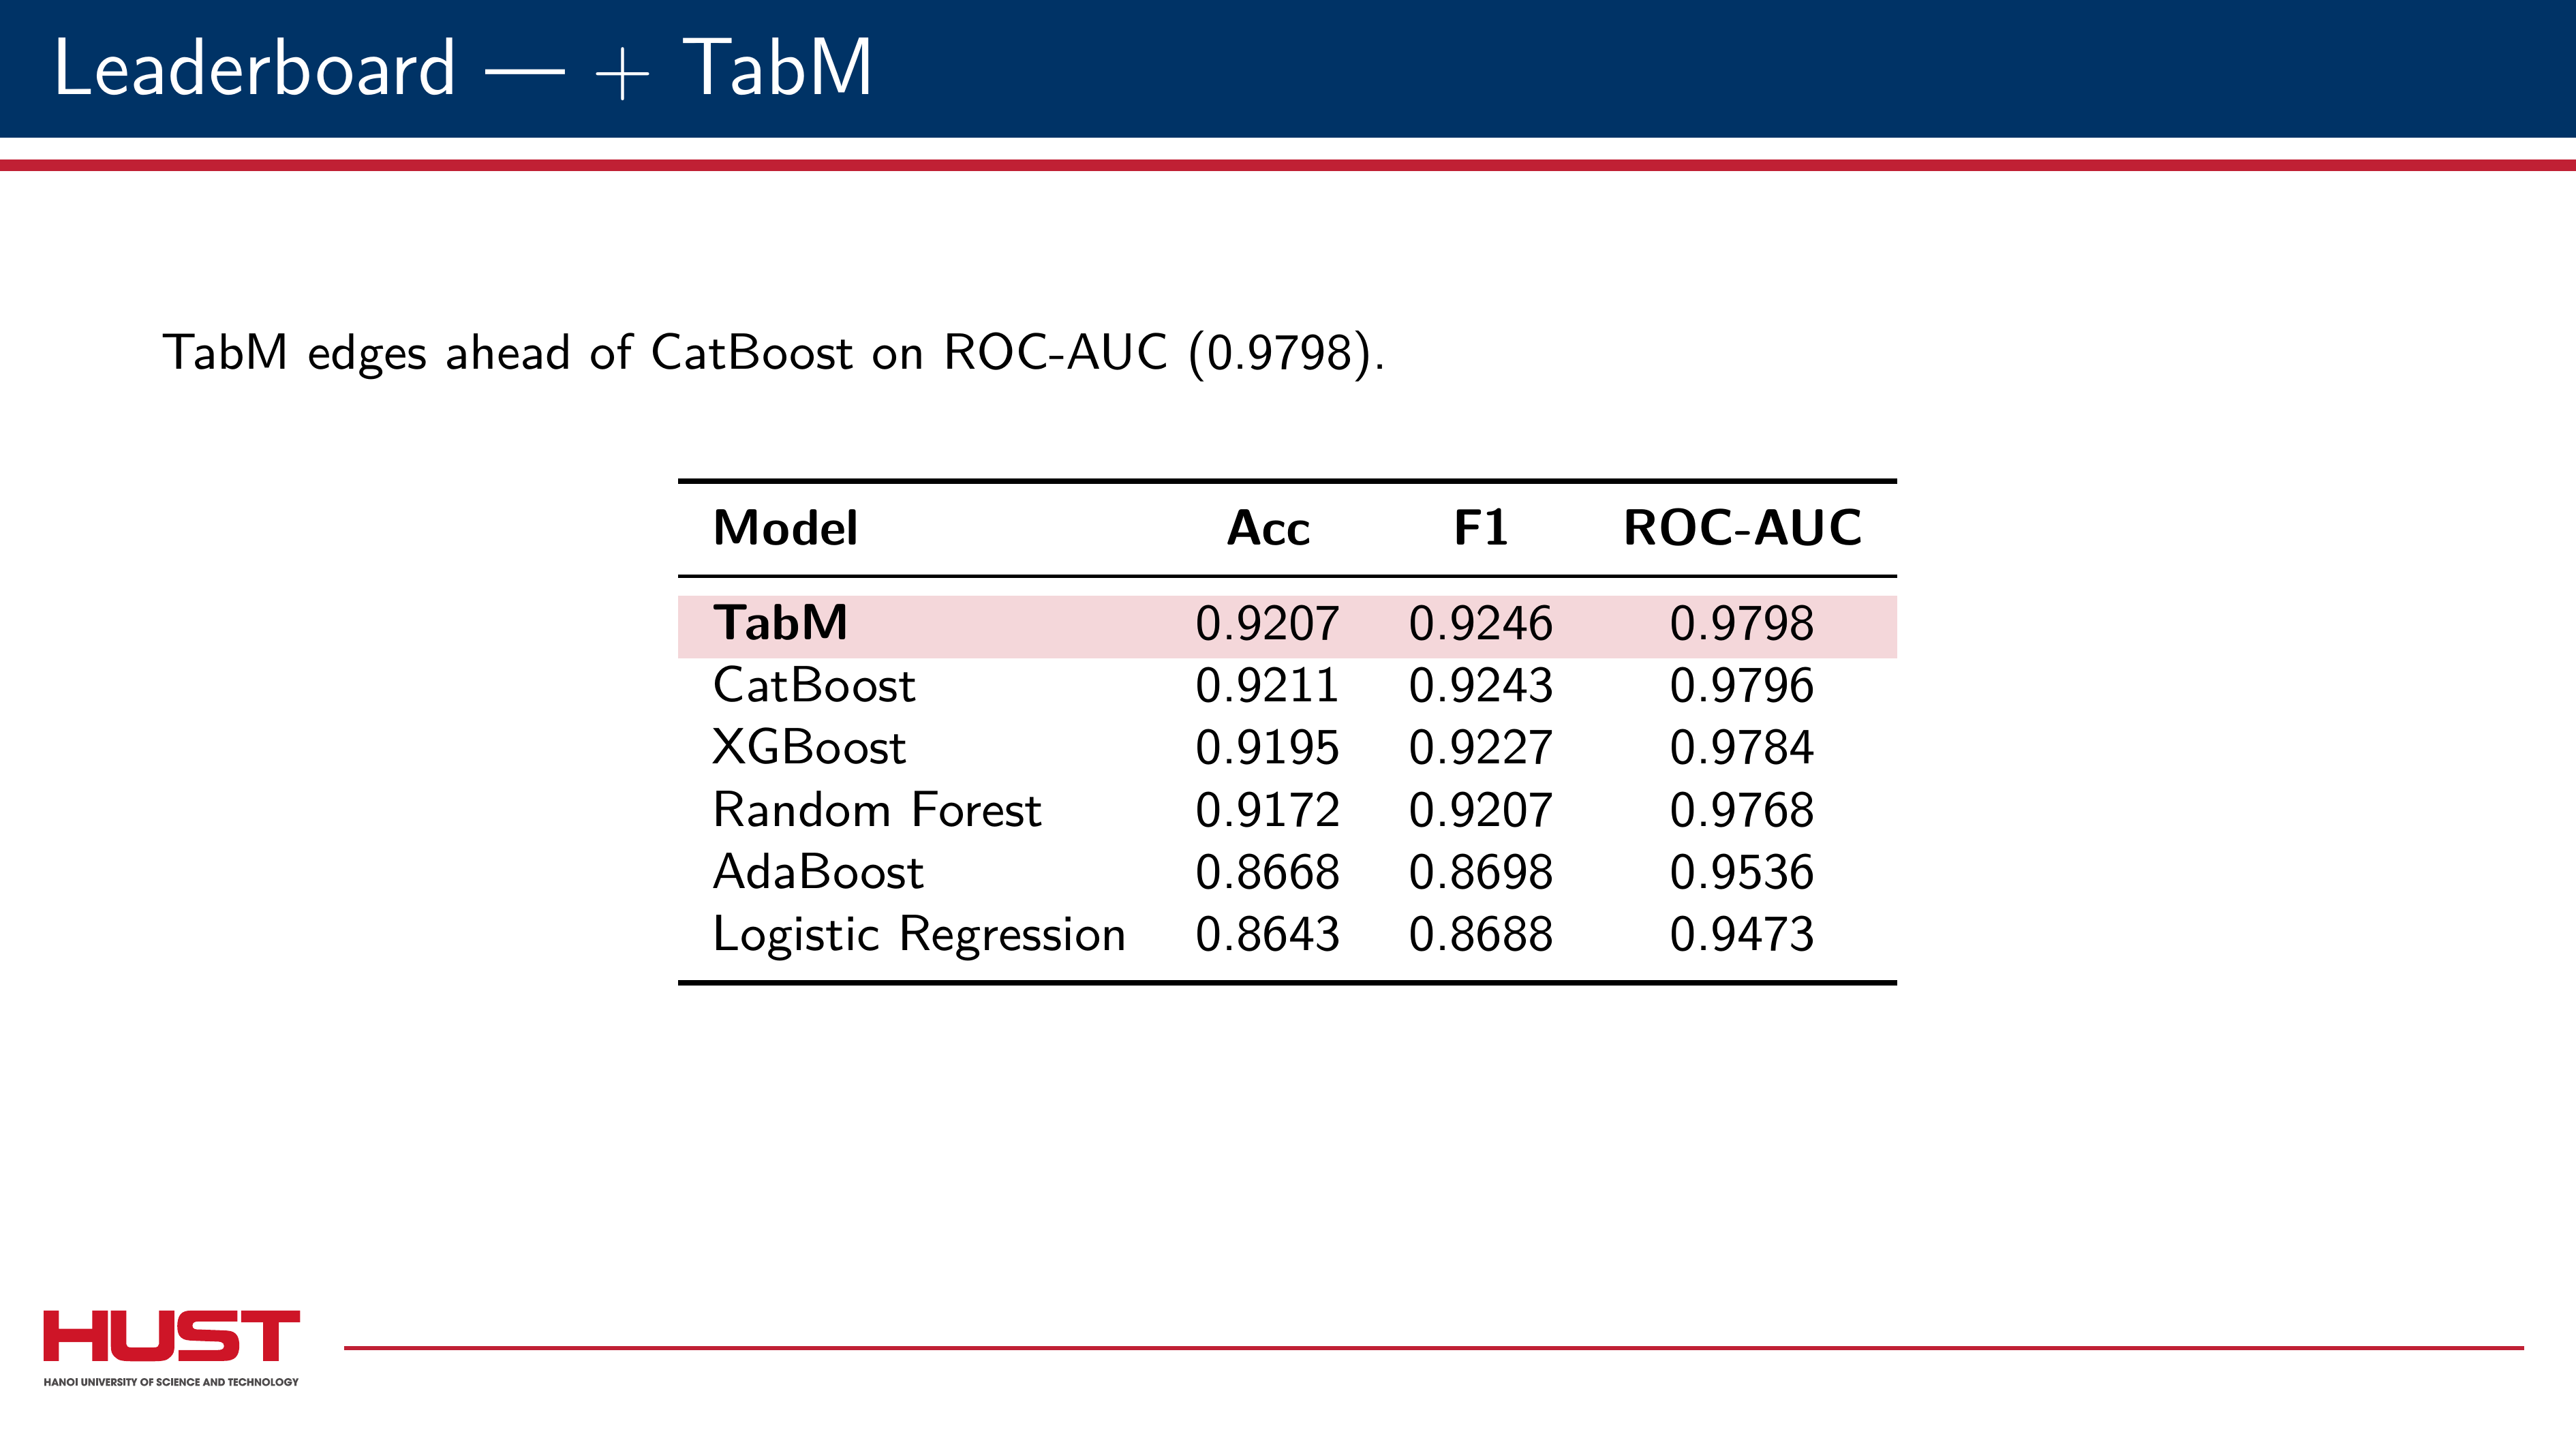 Leaderboard — + TabM
TabM edges ahead of CatBoost on ROC-AUC (0.9798).
Model Acc F1 ROC-AUC
TabM 0.9207 0.9246 0.9798
CatBoost 0.9211 0.9243 0.9796
XGBoost 0.9195 0.9227 0.9784
Random Forest 0.9172 0.9207 0.9768
AdaBoost 0.8668 0.8698 0.9536
Logistic Regression 0.8643 0.8688 0.9473
HUST
HANOI UNIVERSITY OF SCIENCE AND TECHNOLOGY